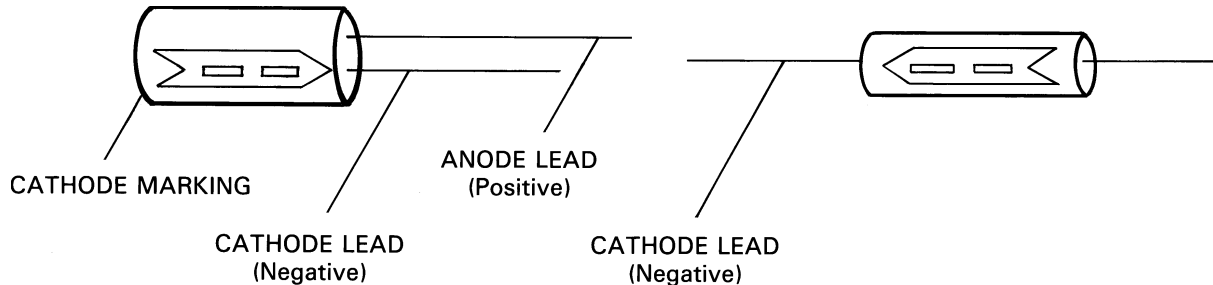 ANODE LEAD
(Positive)
CATHODE MARKING
CATHODE LEAD
(Negative)
CATHODE LEAD
(Negative)